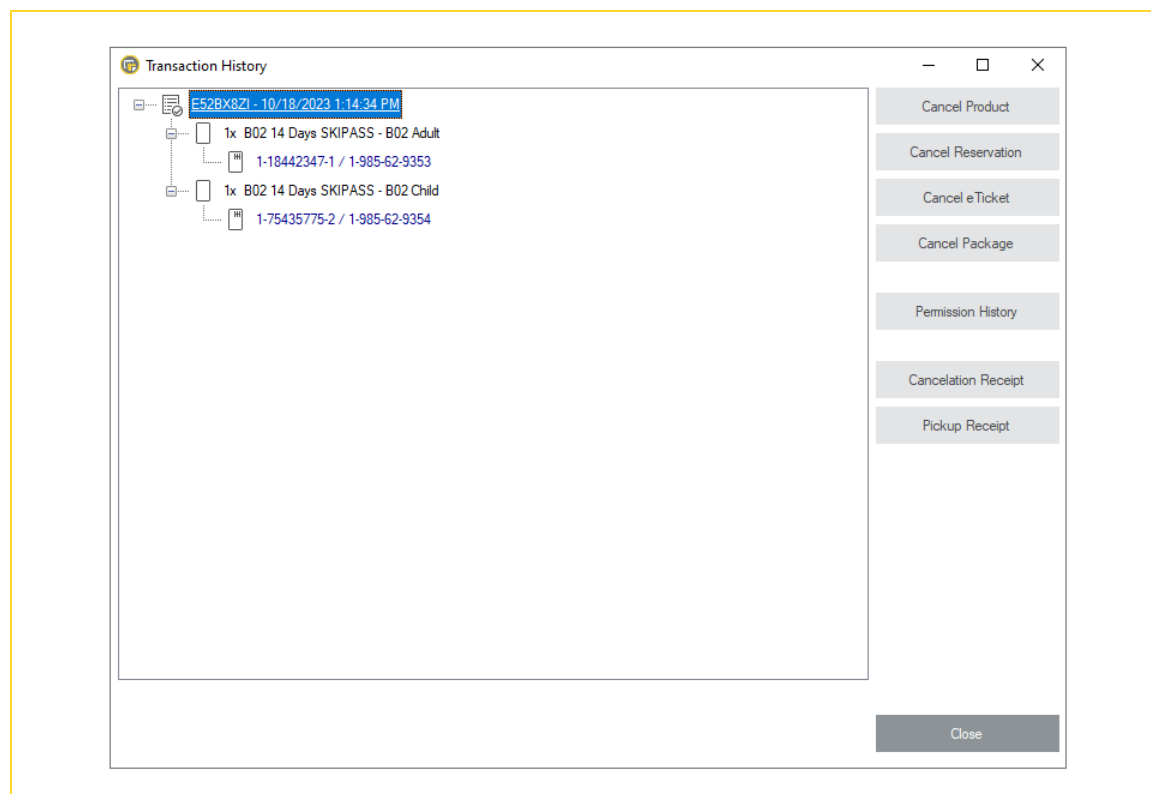 Transaction History
E52BX8ZI - 10/18/2023 1:14:34 PM
1x B02 14 Days SKIPASS - B02 Adult
1-18442347-1 / 1-985-62-9353
1x B02 14 Days SKIPASS - B02 Child
1-75435775-2 / 1-985-62-9354
Cancel Product
Cancel Reservation
Cancel eTicket
Cancel Package
Permission History
Cancelation Receipt
Pickup Receipt
Close